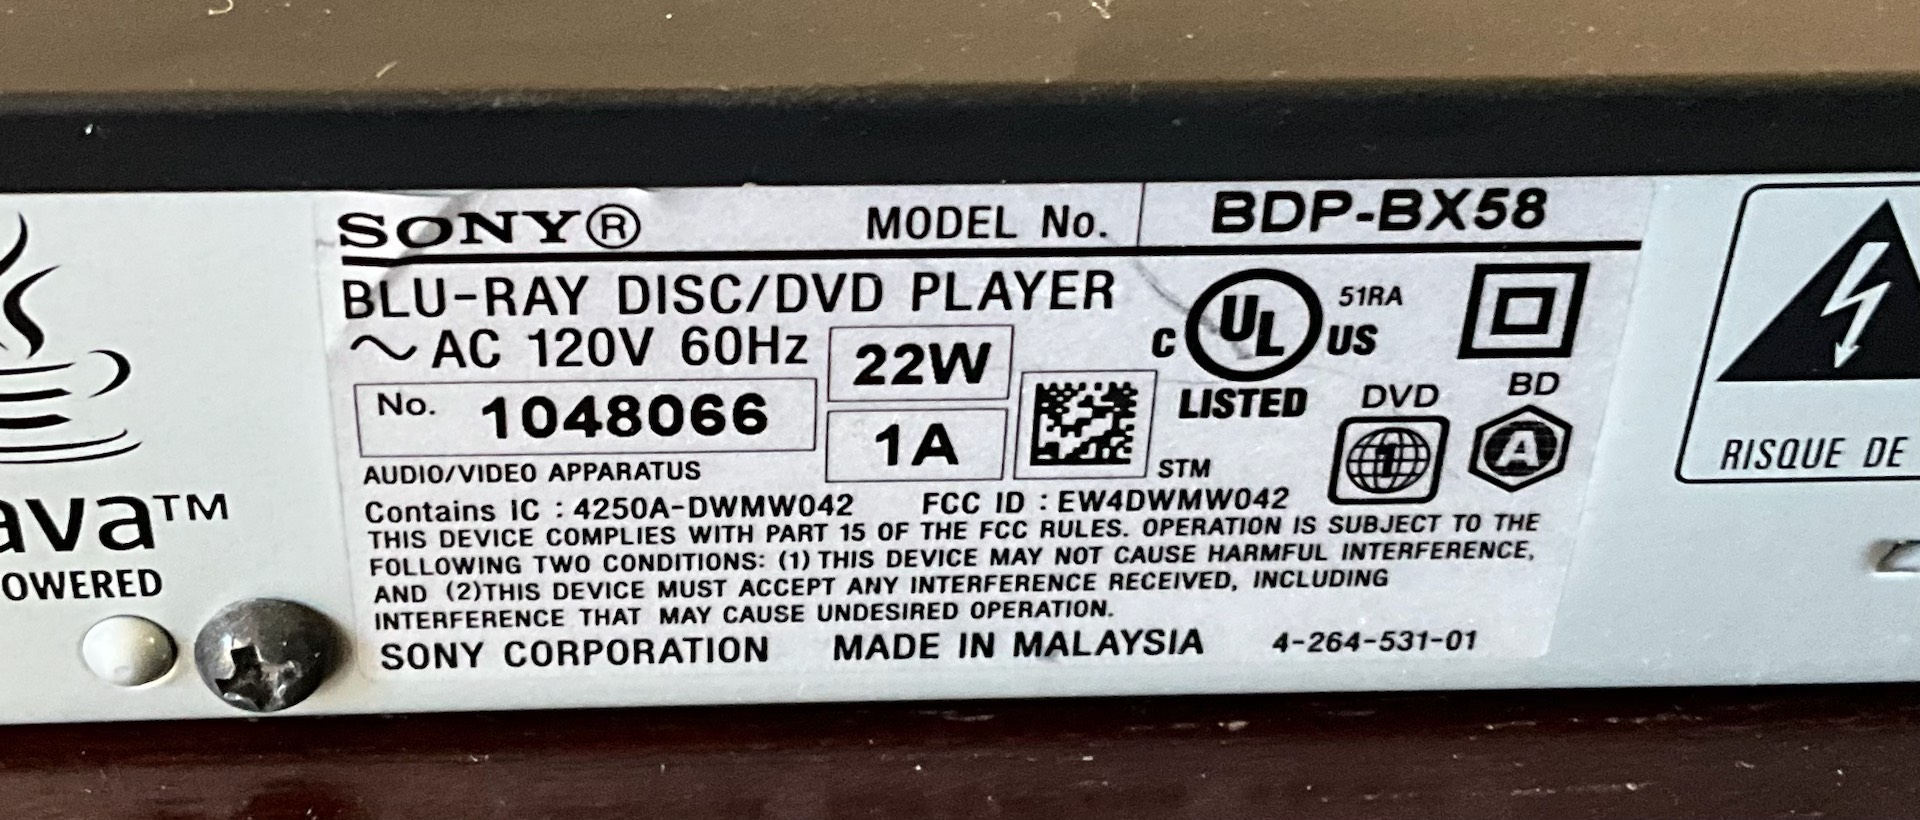 SONY® MODEL No. BDP-BX58
BLU-RAY DISC/DVD PLAYER
~ AC 120V 60Hz 22W
No. 1048066 1A
C UL US 51RA
LISTED
DVD BD
1 A
AUDIO/VIDEO APPARATUS STM
Contains IC : 4250A-DWMW042 FCC ID : EW4DWMW042
THIS DEVICE COMPLIES WITH PART 15 OF THE FCC RULES. OPERATION IS SUBJECT TO THE
FOLLOWING TWO CONDITIONS: (1) THIS DEVICE MAY NOT CAUSE HARMFUL INTERFERENCE,
AND (2)THIS DEVICE MUST ACCEPT ANY INTERFERENCE RECEIVED, INCLUDING
INTERFERENCE THAT MAY CAUSE UNDESIRED OPERATION.
SONY CORPORATION MADE IN MALAYSIA 4-264-531-01
ava™
OWERED
RISQUE DE